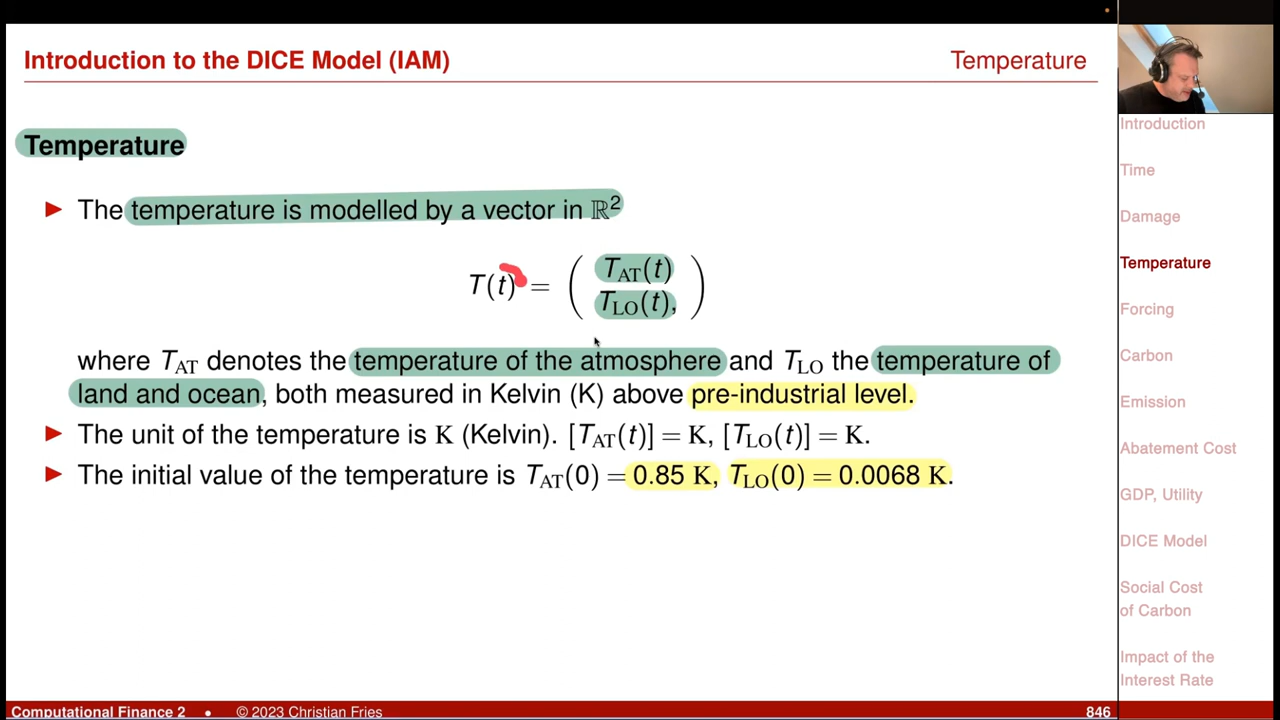 Introduction to the DICE Model (IAM) Temperature
Temperature
► The temperature is modelled by a vector in ℝ²
T(t) = ( T_AT(t)
T_LO(t), )
where T_AT denotes the temperature of the atmosphere and T_LO the temperature of
land and ocean, both measured in Kelvin (K) above pre-industrial level.
► The unit of the temperature is K (Kelvin). [T_AT(t)] = K, [T_LO(t)] = K.
► The initial value of the temperature is T_AT(0) = 0.85 K, T_LO(0) = 0.0068 K.
Introduction
Time
Damage
Temperature
Forcing
Carbon
Emission
Abatement Cost
GDP, Utility
DICE Model
Social Cost
of Carbon
Impact of the
Interest Rate
Computational Finance 2 • © 2023 Christian Fries 846